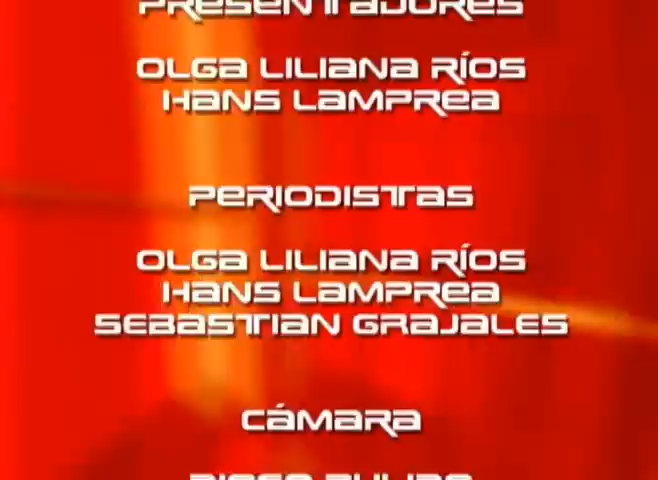 PRESENTADORES
OLGA LILIANA RÍOS
HANS LAMPREA
PERIODISTAS
OLGA LILIANA RÍOS
HANS LAMPREA
SEBASTIAN GRAJALES
CÁMARA